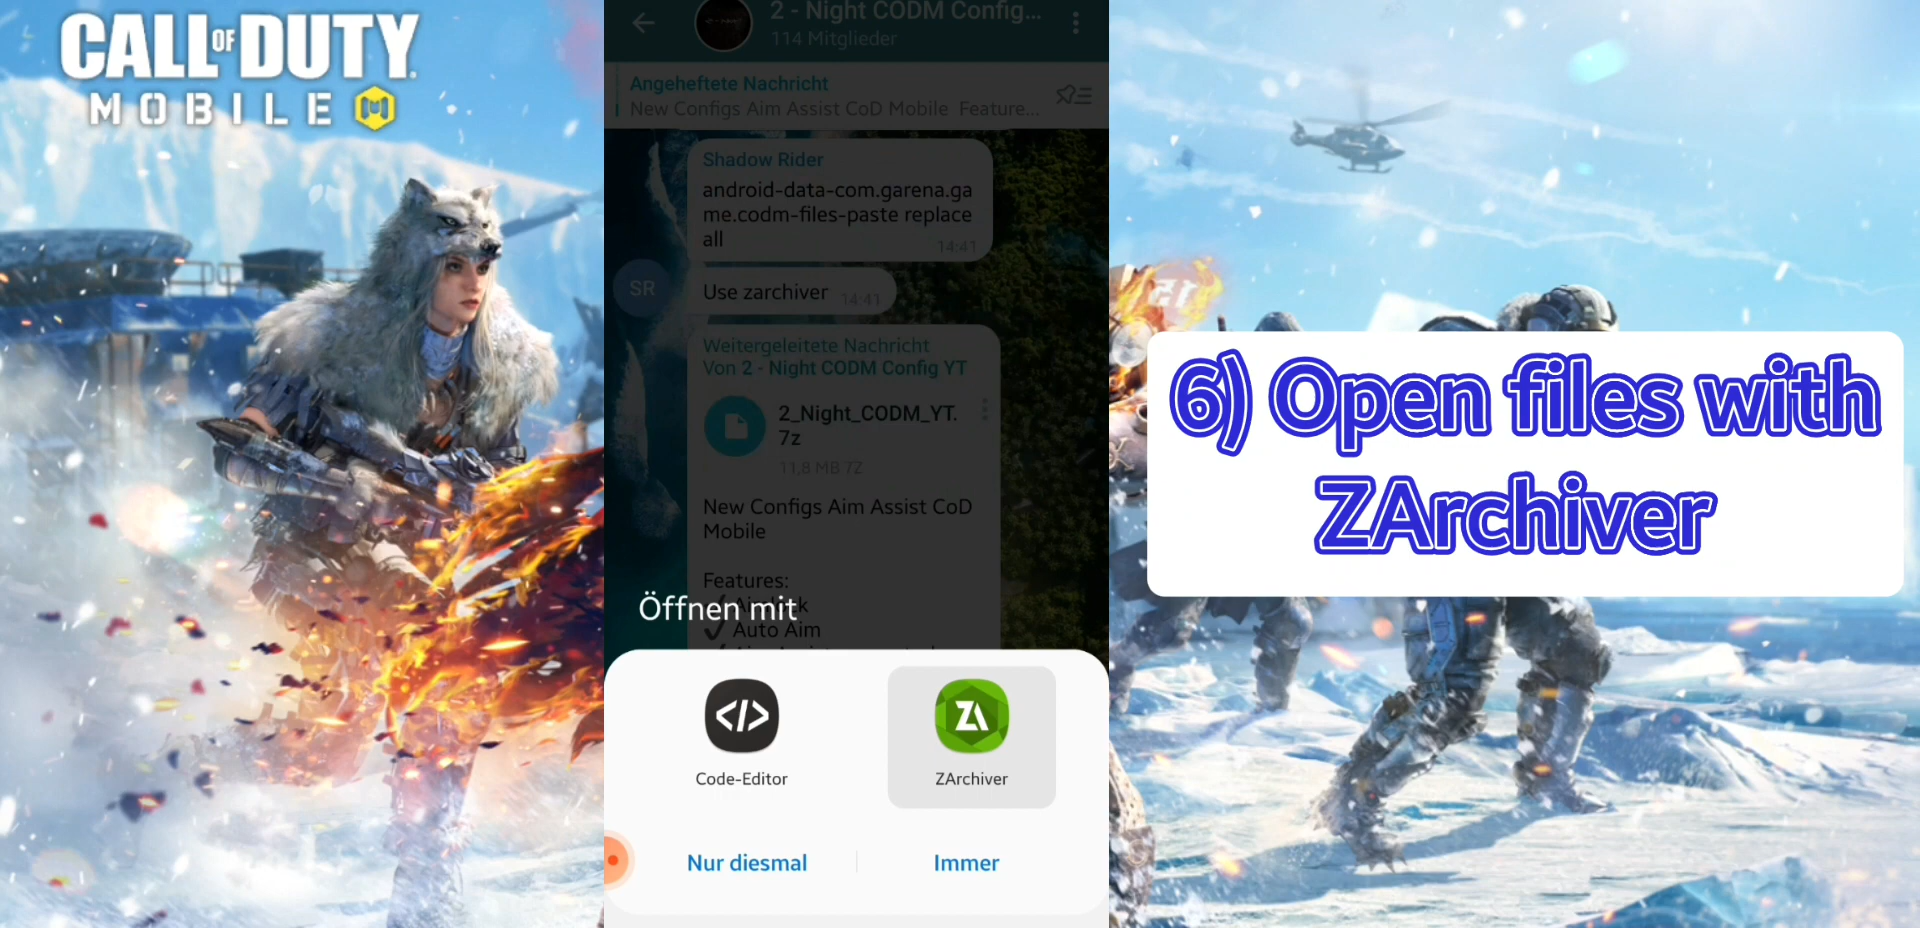 CALL OF DUTY
MOBILE
2 - Night CODM Config...
114 Mitglieder
Angeheftete Nachricht
New Configs Aim Assist CoD Mobile Feature...
Shadow Rider
android-data-com.garena.ga
me.codm-files-paste replace
all
14:41
SR
Use zarchiver 14:41
Weitergeleitete Nachricht
Von 2 - Night CODM Config YT
2_Night_CODM_YT.
7z
11,8 MB 7Z
New Configs Aim Assist CoD
Mobile
Features:
Öffnen mit
✓ Auto Aim
Code-Editor
ZA
ZArchiver
Nur diesmal
Immer
6) Open files with
ZArchiver